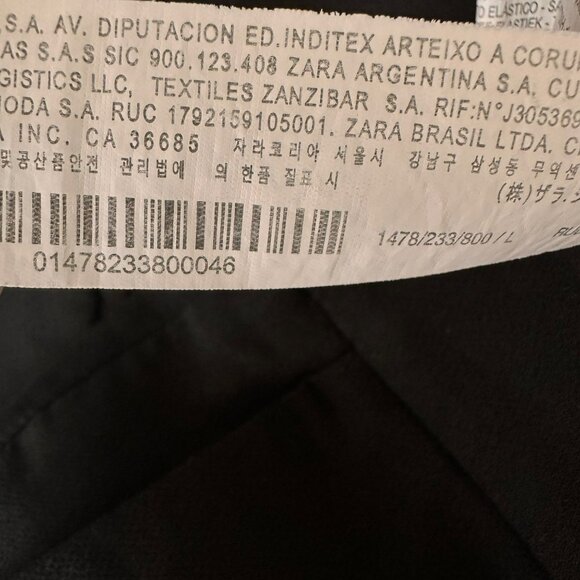 S.A. AV. DIPUTACION ED. INDITEX ARTEIXO A CORU
AS S.A.S SIC 900.123.408 ZARA ARGENTINA S.A. CU
GISTICS LLC, TEXTILES ZANZIBAR S.A. RIF:N°J305369
ODA S.A. RUC 1792159105001. ZARA BRASIL LTDA. C
INC. CA 36685 자라코리아 서울시 강남구 삼성동 무역센
및공산품안전 관리법에 의한품 질표 시
(株)ザラ.
01478233800046
1478/233/800/L
O ELÁSTICO - SA
E ELASTIEK -